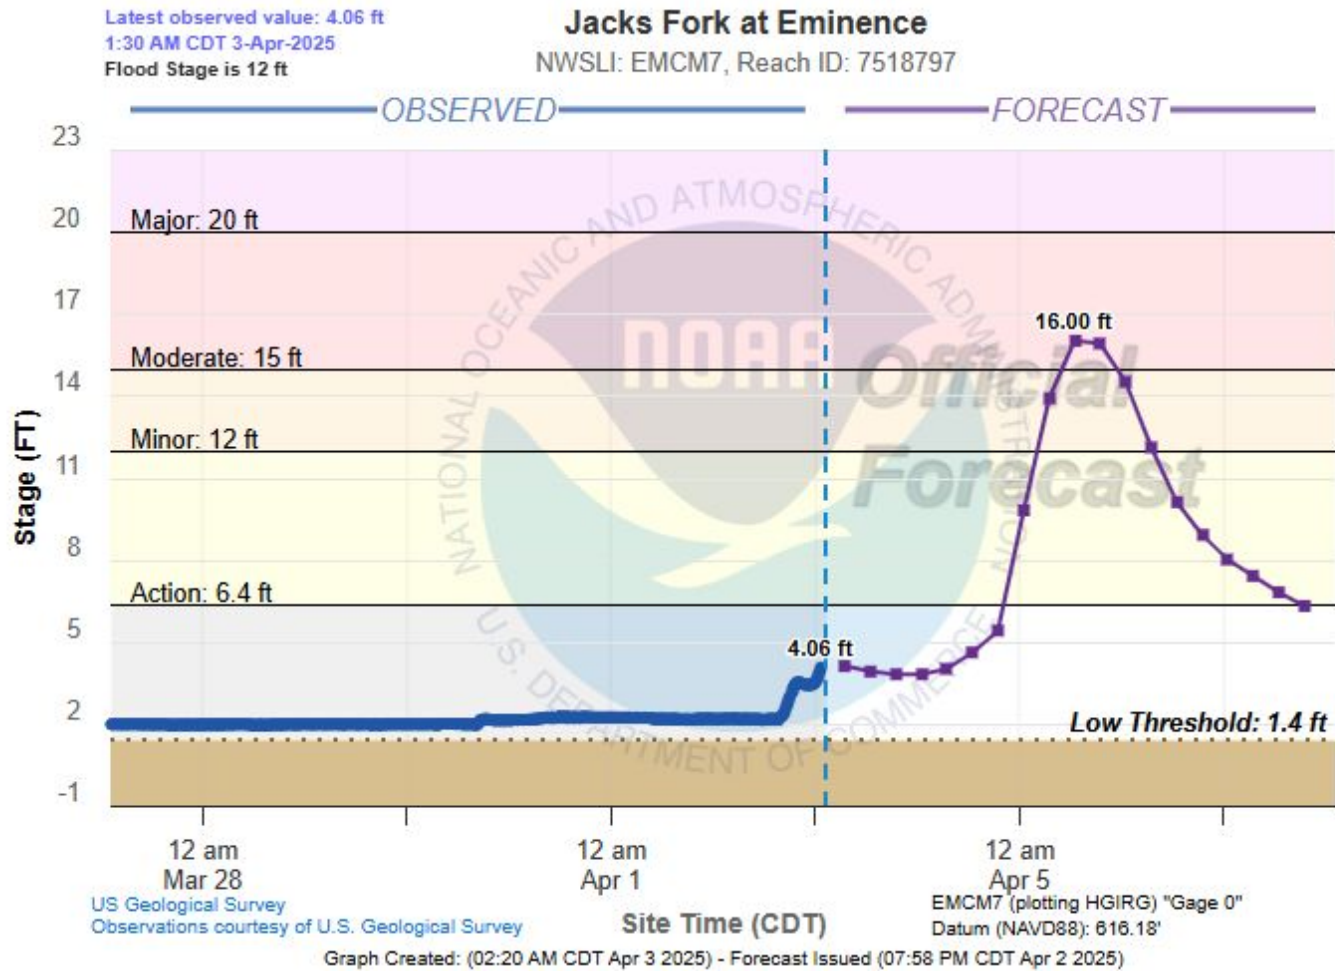 Latest observed value: 4.06 ft
1:30 AM CDT 3-Apr-2025
Flood Stage is 12 ft
Jacks Fork at Eminence
NWSLI: EMCM7, Reach ID: 7518797
OBSERVED
FORECAST
23
20
17
14
11
8
5
2
-1
Stage (FT)
Major: 20 ft
Moderate: 15 ft
Minor: 12 ft
Action: 6.4 ft
Low Threshold: 1.4 ft
4.06 ft
16.00 ft
NATIONAL OCEANIC AND ATMOSPHERIC ADMINISTRATION
NOAA
U.S. DEPARTMENT OF COMMERCE
Official
Forecast
12 am
Mar 28
12 am
Apr 1
12 am
Apr 5
US Geological Survey
Observations courtesy of U.S. Geological Survey
Site Time (CDT)
EMCM7 (plotting HGIRG) "Gage 0"
Datum (NAVD88): 616.18'
Graph Created: (02:20 AM CDT Apr 3 2025) - Forecast Issued (07:58 PM CDT Apr 2 2025)